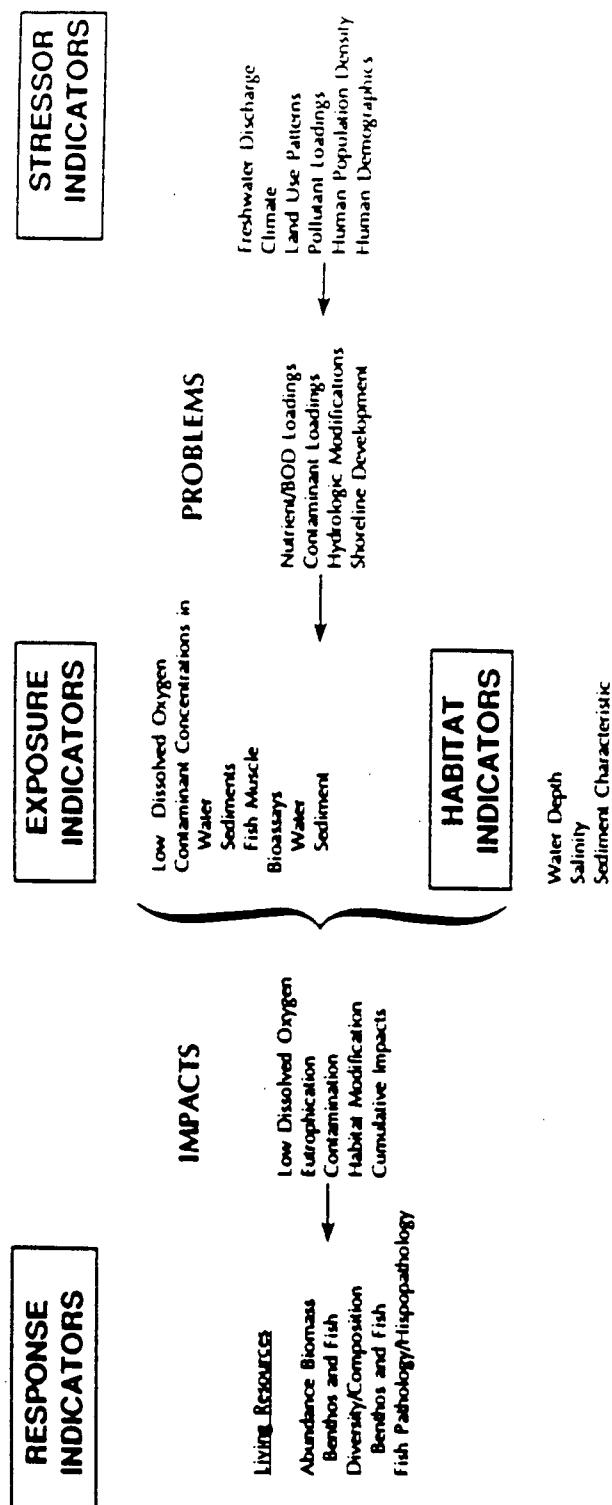 RESPONSE
INDICATORS
Living Resources
Abundance Biomass
Benthos and Fish
Diversity/Composition
Benthos and Fish
Fish Pathology/Hispopathology
IMPACTS
Low Dissolved Oxygen
Eutrophication
Contamination
Habitat Modification
Cumulative Impacts
EXPOSURE
INDICATORS
Low Dissolved Oxygen
Contaminant Concentrations in
Water
Sediments
Fish Muscle
Bioassays
Water
Sediment
HABITAT
INDICATORS
Water Depth
Salinity
Sediment Characteristic
PROBLEMS
Nutrient/BOD Loadings
Contaminant Loadings
Hydrologic Modifications
Shoreline Development
STRESSOR
INDICATORS
Freshwater Discharge
Climate
Land Use Patterns
Pollutant Loadings
Human Population Density
Human Demographics